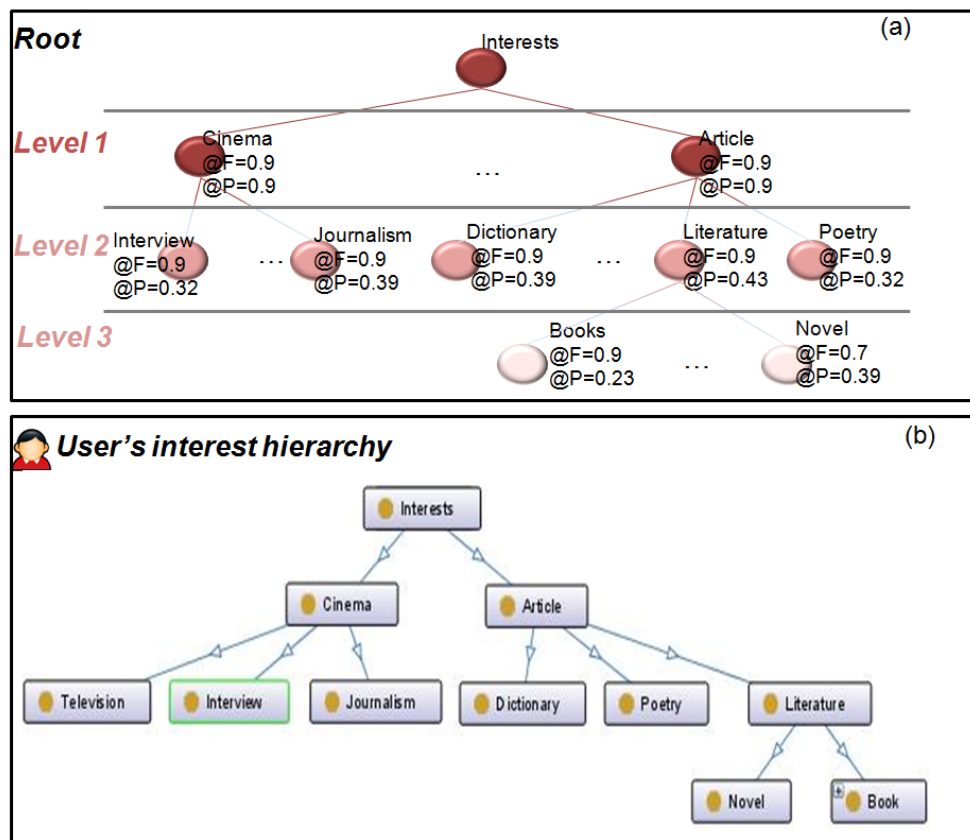 Root
(a)
Interests
Level 1
Cinema
@F=0.9
@P=0.9
...
Article
@F=0.9
@P=0.9
Level 2
Interview
@F=0.9
@P=0.32
...
Journalism
@F=0.9
@P=0.39
Dictionary
@F=0.9
@P=0.39
...
Literature
@F=0.9
@P=0.43
Poetry
@F=0.9
@P=0.32
Level 3
Books
@F=0.9
@P=0.23
...
Novel
@F=0.7
@P=0.39
User's interest hierarchy
(b)
Interests
Cinema
Article
Television
Interview
Journalism
Dictionary
Poetry
Literature
Novel
Book